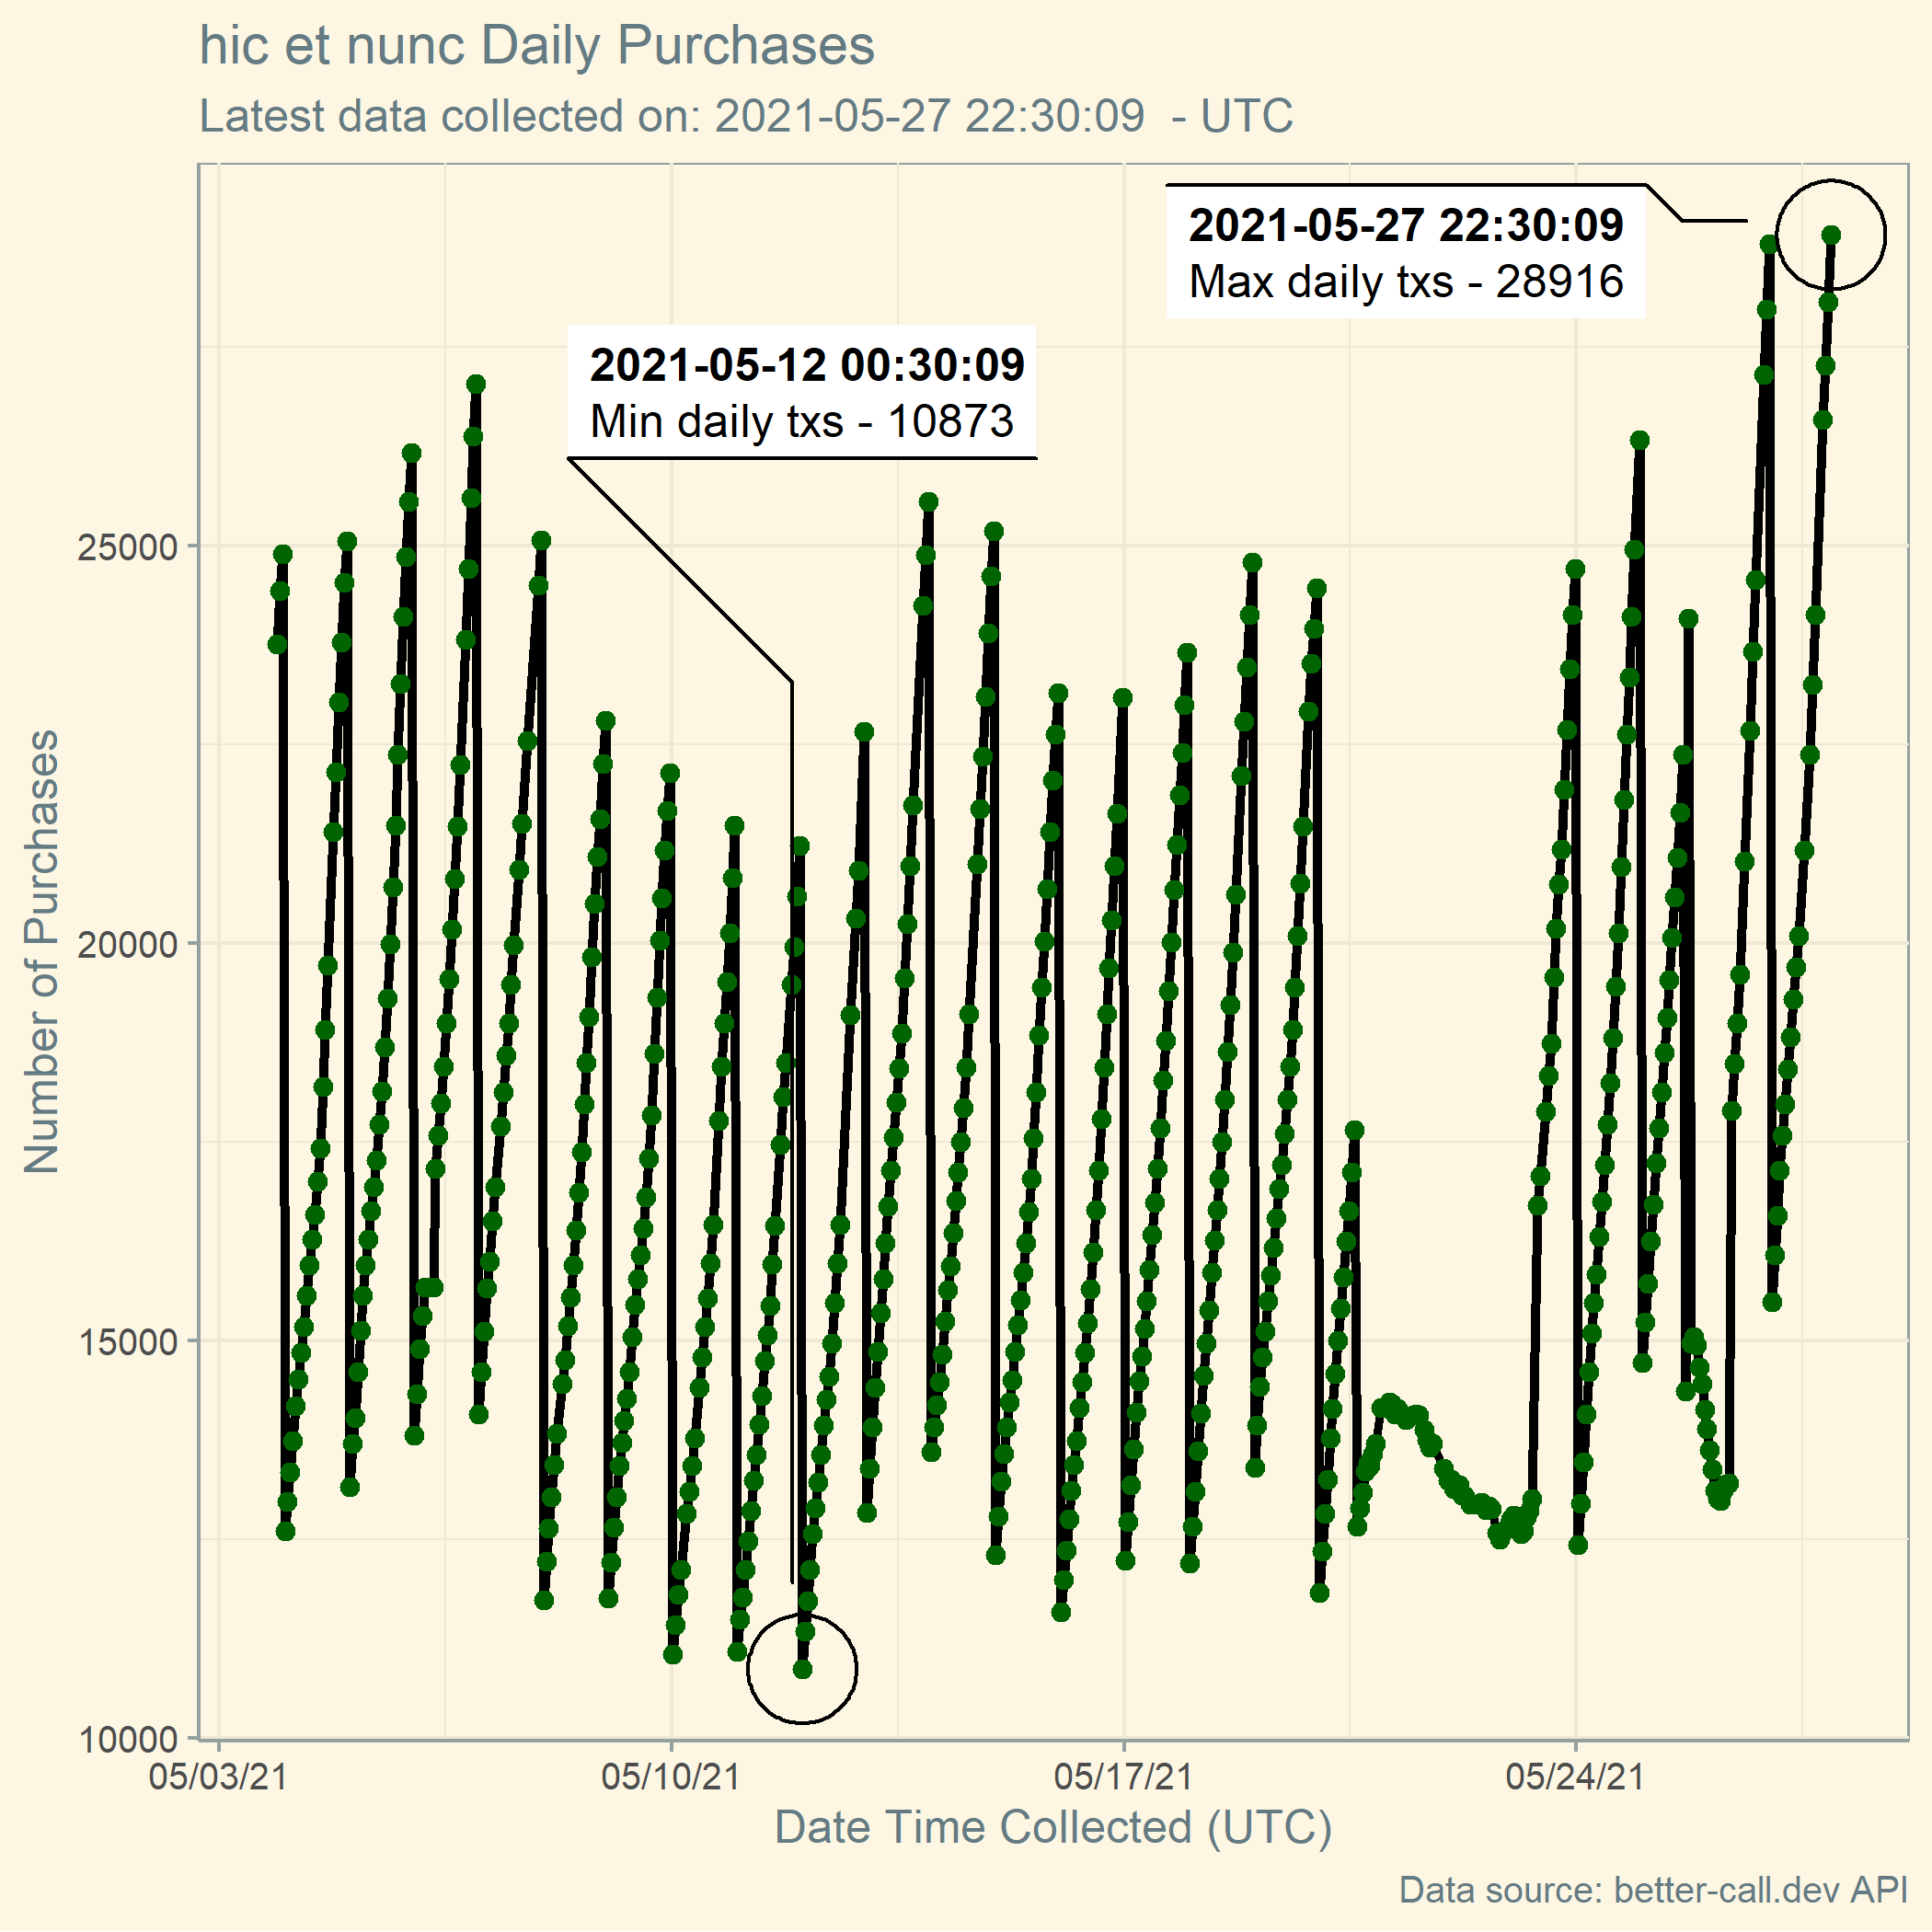 hic et nunc Daily Purchases
Latest data collected on: 2021-05-27 22:30:09  - UTC
2021-05-27 22:30:09
Max daily txs - 28916
2021-05-12 00:30:09
Min daily txs - 10873
Number of Purchases
25000
20000
15000
10000
05/03/21
05/10/21
05/17/21
05/24/21
Date Time Collected (UTC)
Data source: better-call.dev API